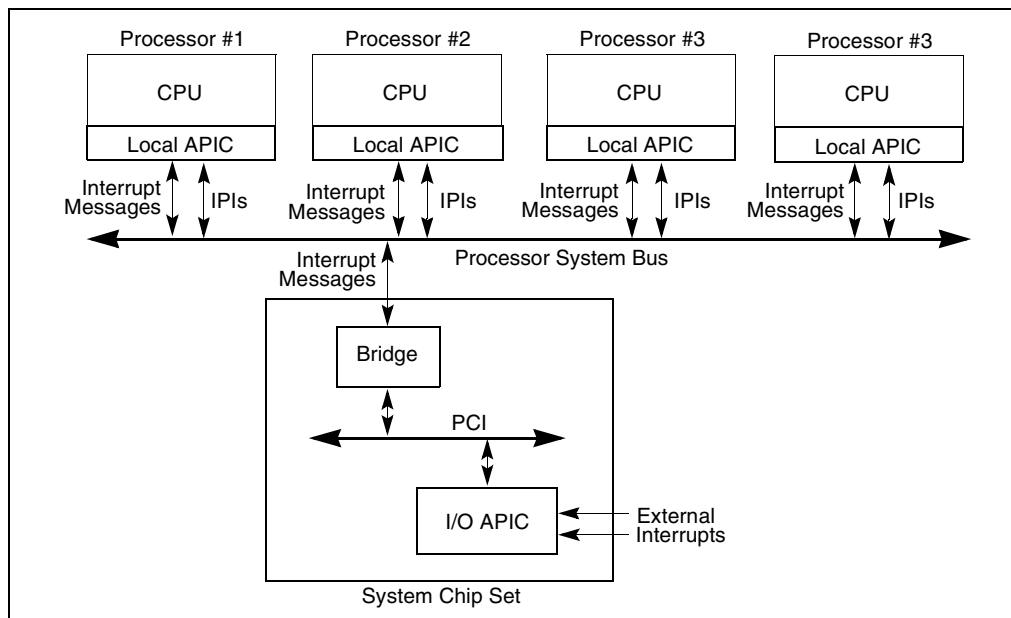 Processor #1
Processor #2
Processor #3
Processor #3
CPU
CPU
CPU
CPU
Local APIC
Local APIC
Local APIC
Local APIC
Interrupt
Messages
IPIs
Interrupt
Messages
IPIs
Interrupt
Messages
IPIs
Interrupt
Messages
IPIs
Processor System Bus
Interrupt
Messages
Bridge
PCI
I/O APIC
External
Interrupts
System Chip Set